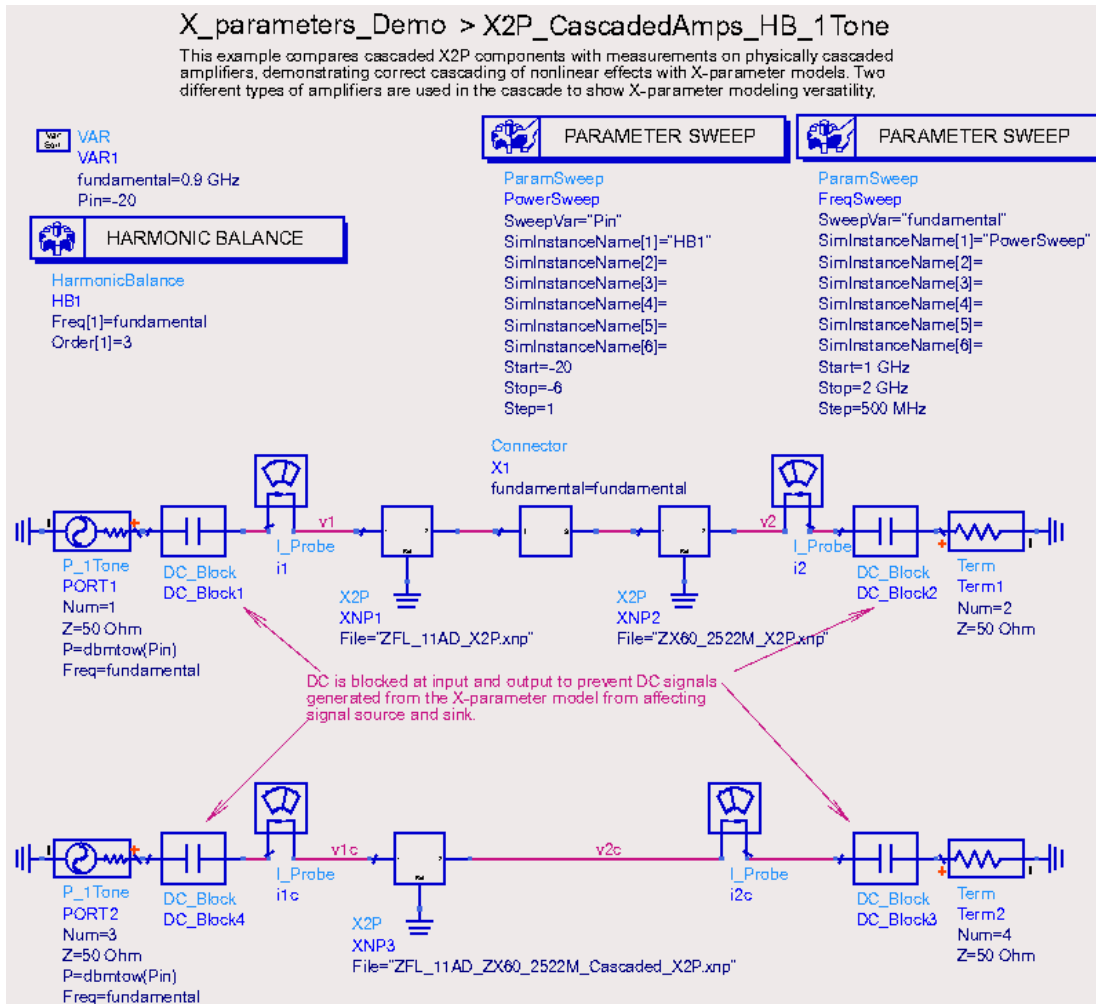 X_parameters_Demo > X2P_CascadedAmps_HB_1Tone
This example compares cascaded X2P components with measurements on physically cascaded
amplifiers, demonstrating correct cascading of nonlinear effects with X-parameter models. Two
different types of amplifiers are used in the cascade to show X-parameter modeling versatility.
Var
Eqn
VAR
VAR1
fundamental=0.9 GHz
Pin=-20
HARMONIC BALANCE
HarmonicBalance
HB1
Freq[1]=fundamental
Order[1]=3
PARAMETER SWEEP
ParamSweep
PowerSweep
SweepVar="Pin"
SimInstanceName[1]="HB1"
SimInstanceName[2]=
SimInstanceName[3]=
SimInstanceName[4]=
SimInstanceName[5]=
SimInstanceName[6]=
Start=-20
Stop=-6
Step=1
PARAMETER SWEEP
ParamSweep
FreqSweep
SweepVar="fundamental"
SimInstanceName[1]="PowerSweep"
SimInstanceName[2]=
SimInstanceName[3]=
SimInstanceName[4]=
SimInstanceName[5]=
SimInstanceName[6]=
Start=1 GHz
Stop=2 GHz
Step=500 MHz
Connector
X1
fundamental=fundamental
P_1Tone
PORT1
Num=1
Z=50 Ohm
P=dbmtow(Pin)
Freq=fundamental
DC_Block
DC_Block1
I_Probe
i1
v1
X2P
XNP1
File="ZFL_11AD_X2P.xnp"
X2P
XNP2
File="ZX60_2522M_X2P.xnp"
v2
I_Probe
i2
DC_Block
DC_Block2
Term
Term1
Num=2
Z=50 Ohm
DC is blocked at input and output to prevent DC signals
generated from the X-parameter model from affecting
signal source and sink.
P_1Tone
PORT2
Num=3
Z=50 Ohm
P=dbmtow(Pin)
Freq=fundamental
DC_Block
DC_Block4
I_Probe
i1c
v1c
X2P
XNP3
File="ZFL_11AD_ZX60_2522M_Cascaded_X2P.xnp"
v2c
I_Probe
i2c
DC_Block
DC_Block3
Term
Term2
Num=4
Z=50 Ohm